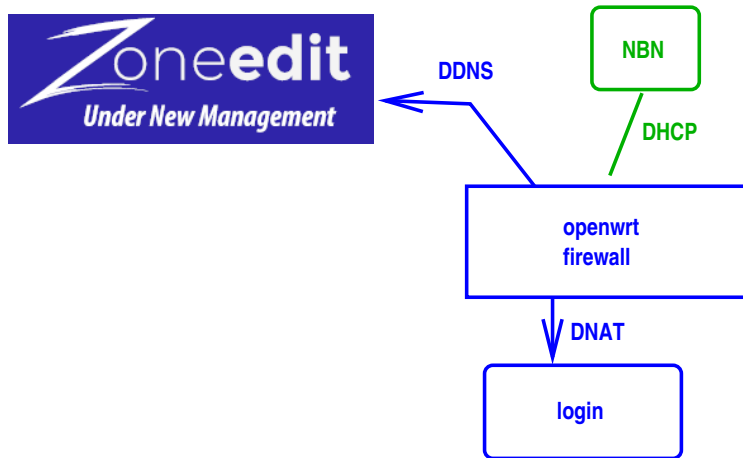 Zoneedit
Under New Management
DDNS
NBN
DHCP
openwrt
firewall
DNAT
login